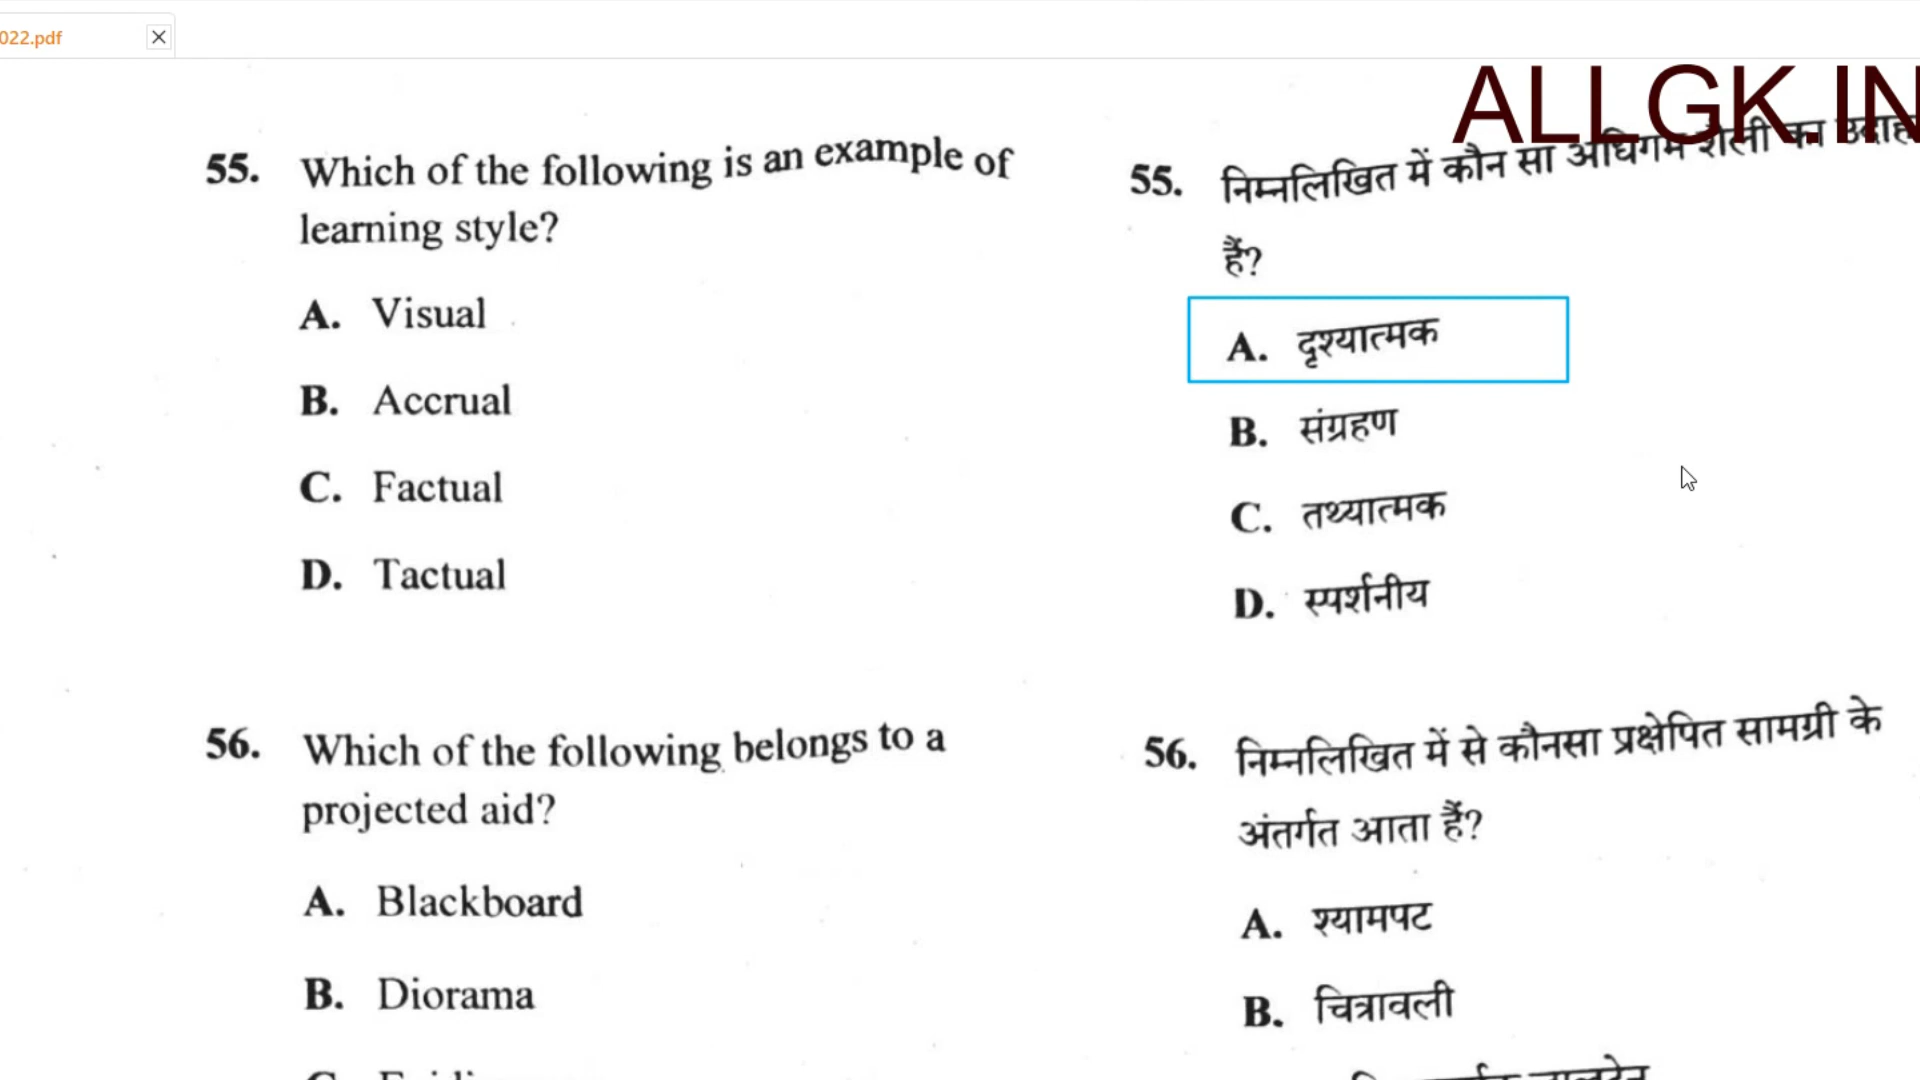 022.pdf
ALLGK.IN
55. Which of the following is an example of
learning style?
A. Visual
B. Accrual
C. Factual
D. Tactual
56. Which of the following belongs to a
projected aid?
A. Blackboard
B. Diorama
55. निम्नलिखित में कौन सा अधिगम शैली का
हैं?
A. दृश्यात्मक
B. संग्रहण
C. तथ्यात्मक
D. स्पर्शनीय
56. निम्नलिखित में से कौनसा प्रक्षेपित सामग्री के
अंतर्गत आता हैं?
A. श्यामपट
B. चित्रावली